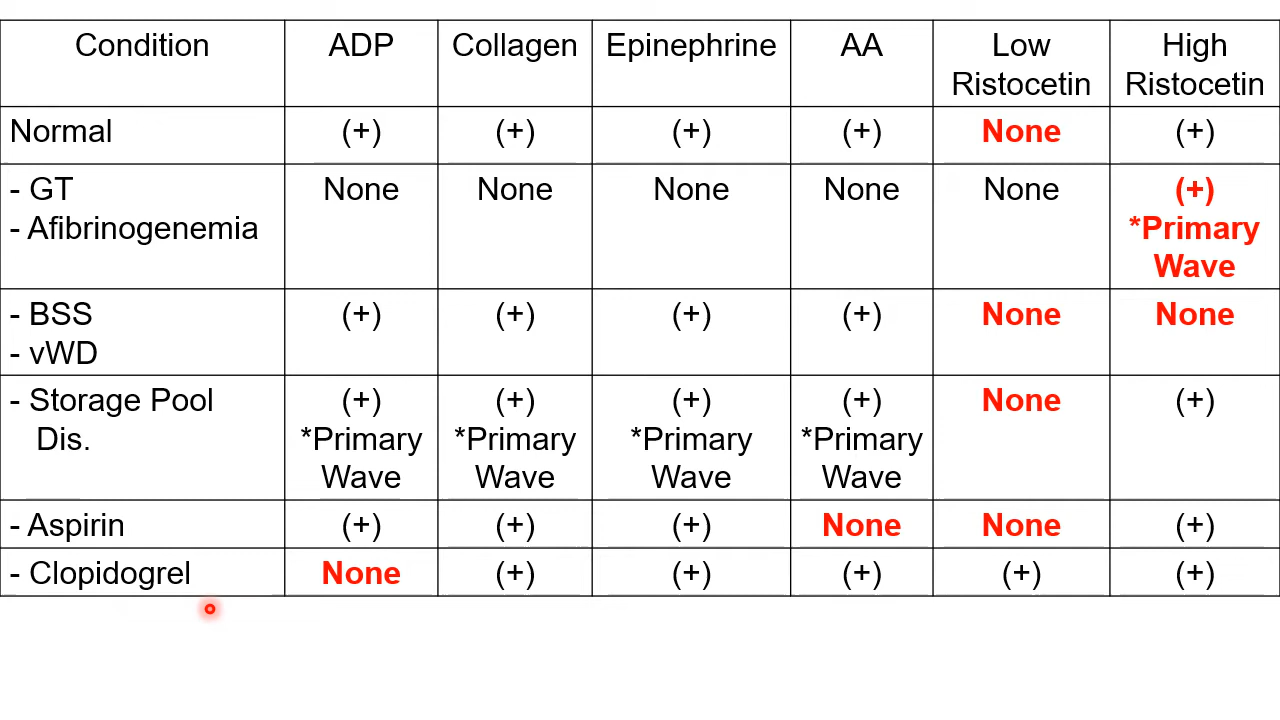 Condition ADP Collagen Epinephrine AA Low Ristocetin High Ristocetin
Normal (+) (+) (+) (+) None (+)
- GT None None None None None (+)
- Afibrinogenemia *Primary
Wave
- BSS (+) (+) (+) (+) None None
- vWD
- Storage Pool (+) (+) (+) (+) None (+)
Dis. *Primary *Primary *Primary *Primary
Wave Wave Wave Wave
- Aspirin (+) (+) (+) None None (+)
- Clopidogrel None (+) (+) (+) (+) (+)